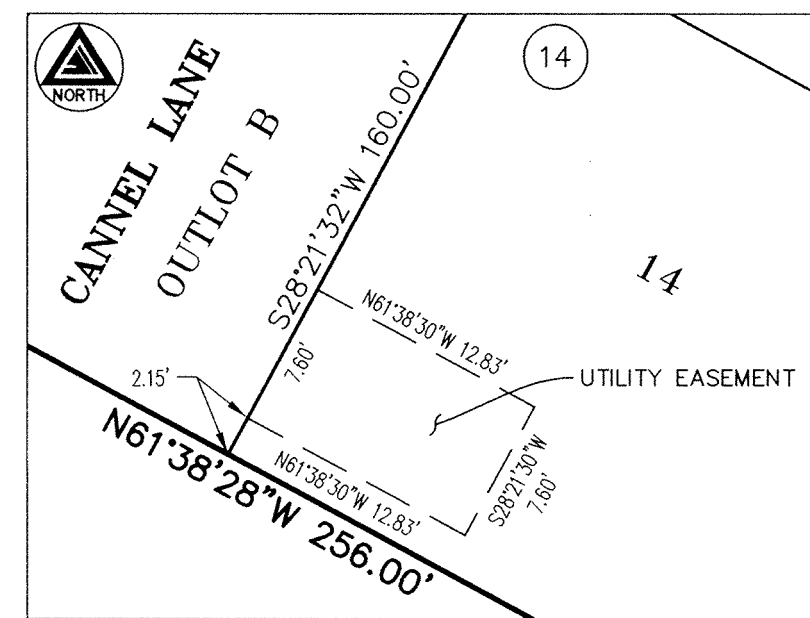 NORTH
CANNEL LANE
OUTLOT B
14
S28°21'32"W 160.00'
14
N61°38'30"W 12.83'
7.60'
UTILITY EASEMENT
2.15'
N61°38'30"W 12.83'
S28°21'30"W
7.60'
N61°38'28"W 256.00'